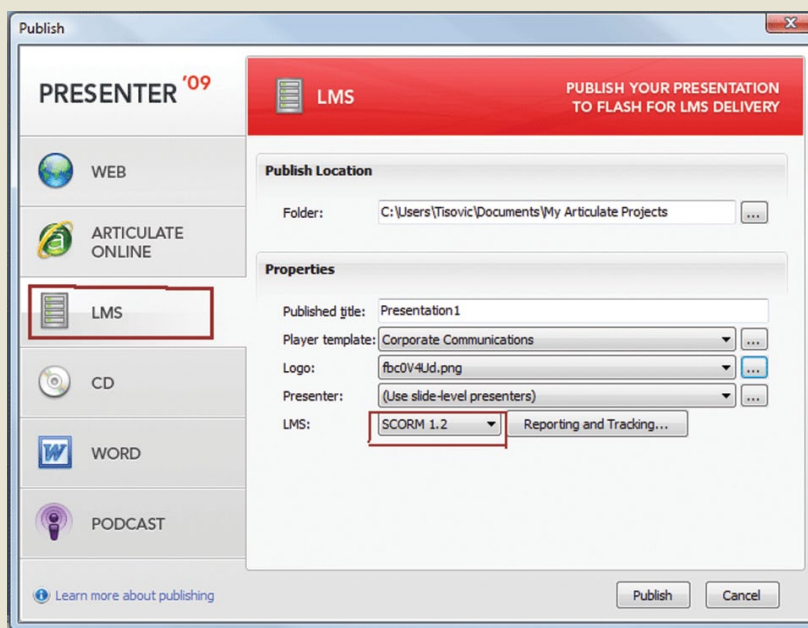 Publish
PRESENTER '09
WEB
ARTICULATE
ONLINE
LMS
CD
WORD
PODCAST
Learn more about publishing
LMS
PUBLISH YOUR PRESENTATION
TO FLASH FOR LMS DELIVERY
Publish Location
Folder: C:\Users\Tisovic\Documents\My Articulate Projects ...
Properties
Published title: Presentation1
Player template: Corporate Communications ...
Logo: fbc0V4Ud.png ...
Presenter: (Use slide-level presenters) ...
LMS: SCORM 1.2 Reporting and Tracking...
Publish Cancel